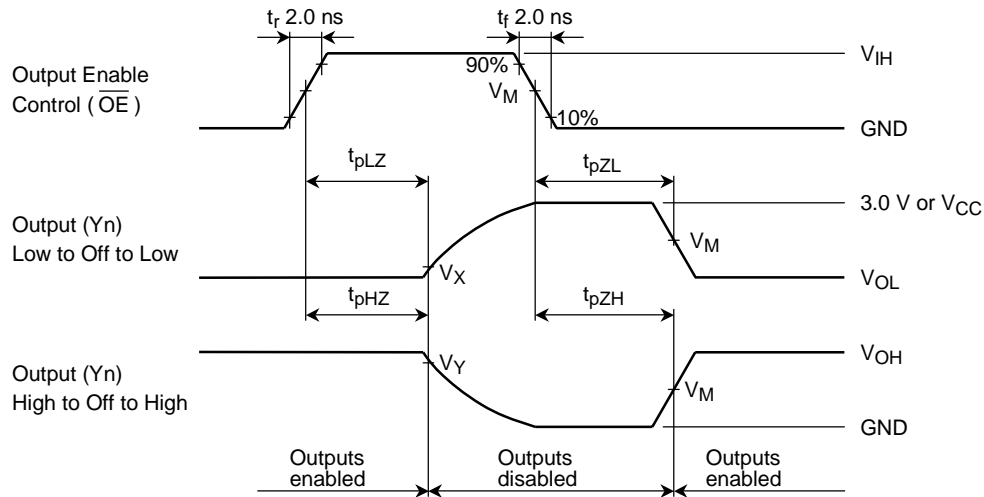 tr 2.0 ns
tf 2.0 ns
Output Enable
Control ( OE )
90%
VM
10%
VIH
GND
tpLZ
tpZL
Output (Yn)
Low to Off to Low
VX
VM
3.0 V or VCC
VOL
tpHZ
tpZH
Output (Yn)
High to Off to High
VY
VM
VOH
GND
Outputs
enabled
Outputs
disabled
Outputs
enabled